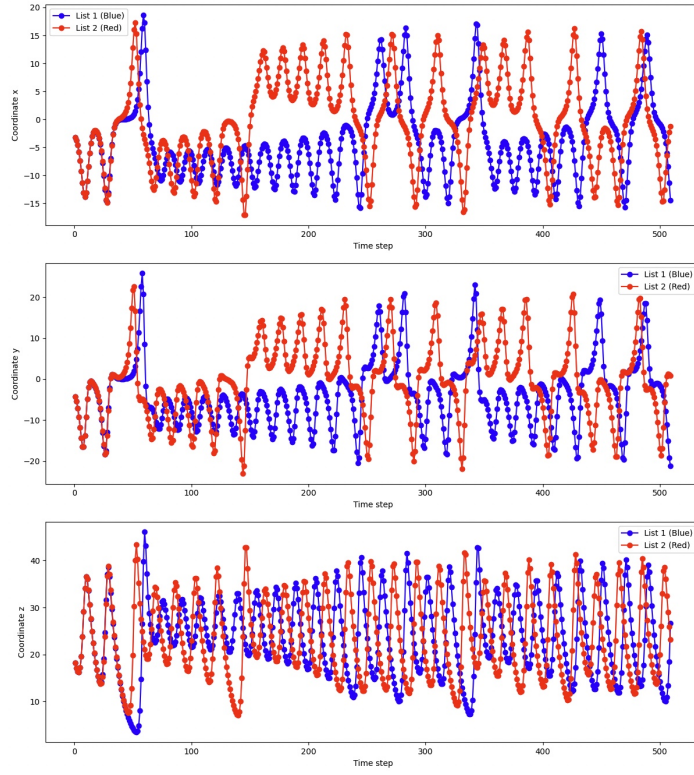 20
15
10
5
0
−5
−10
−15
Coordinate x
List 1 (Blue)
List 2 (Red)
0
100
200
300
400
500
Time step
20
10
0
−10
−20
Coordinate y
List 1 (Blue)
List 2 (Red)
0
100
200
300
400
500
Time step
40
30
20
10
Coordinate z
List 1 (Blue)
List 2 (Red)
0
100
200
300
400
500
Time step